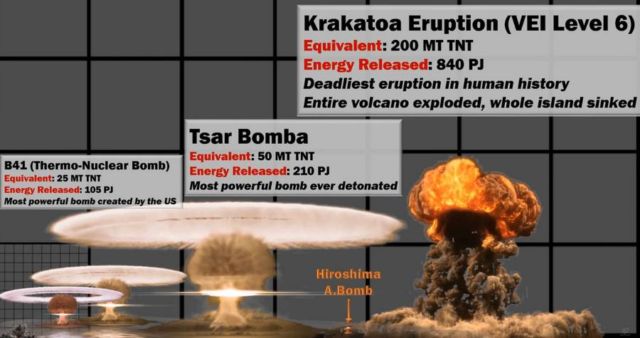 Krakatoa Eruption (VEI Level 6)
Equivalent: 200 MT TNT
Energy Released: 840 PJ
Deadliest eruption in human history
Entire volcano exploded, whole island sinked
Tsar Bomba
Equivalent: 50 MT TNT
Energy Released: 210 PJ
Most powerful bomb ever detonated
B41 (Thermo-Nuclear Bomb)
Equivalent: 25 MT TNT
Energy Released: 105 PJ
Most powerful bomb created by the US
Hiroshima
A.Bomb